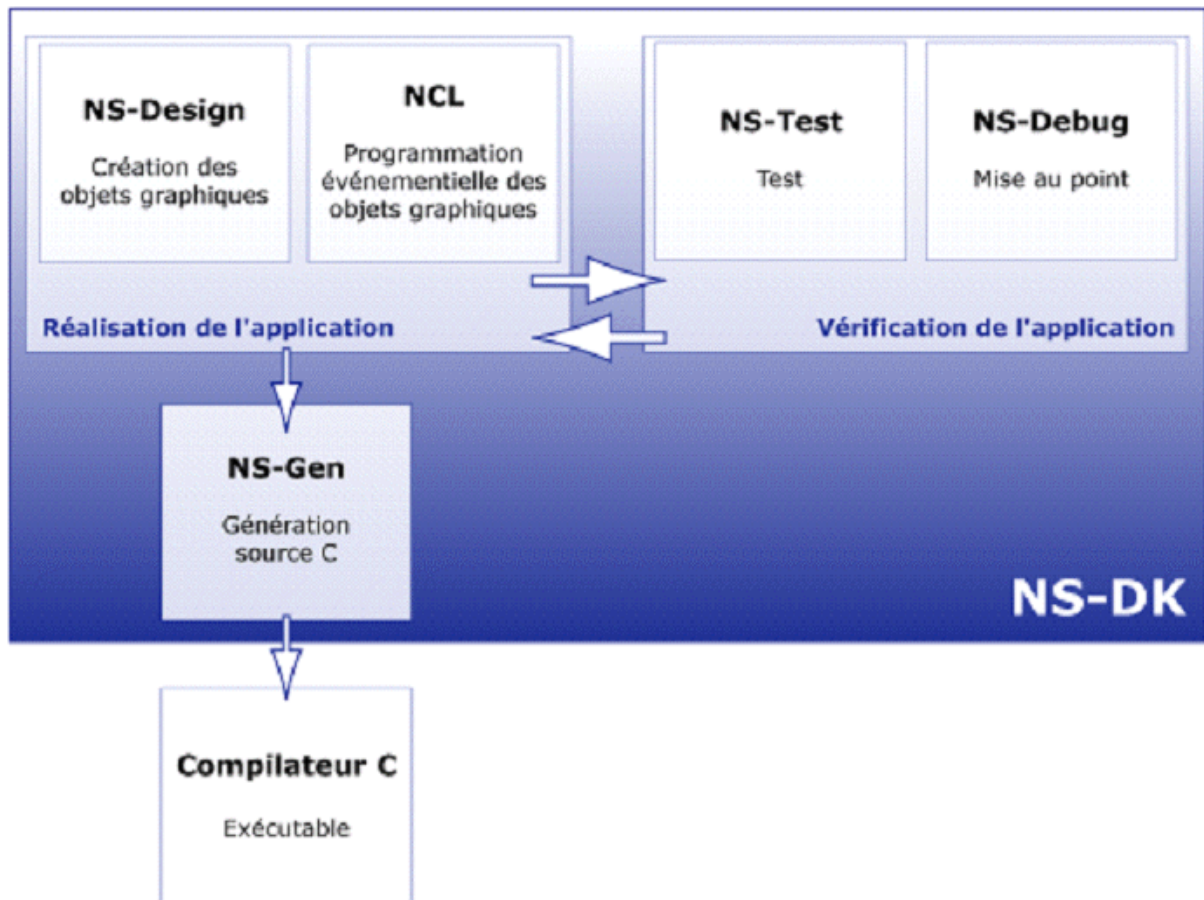 NS-Design
Création des
objets graphiques
NCL
Programmation
événementielle des
objets graphiques
Réalisation de l'application
NS-Test
Test
NS-Debug
Mise au point
Vérification de l'application
NS-Gen
Génération
source C
NS-DK
Compilateur C
Exécutable